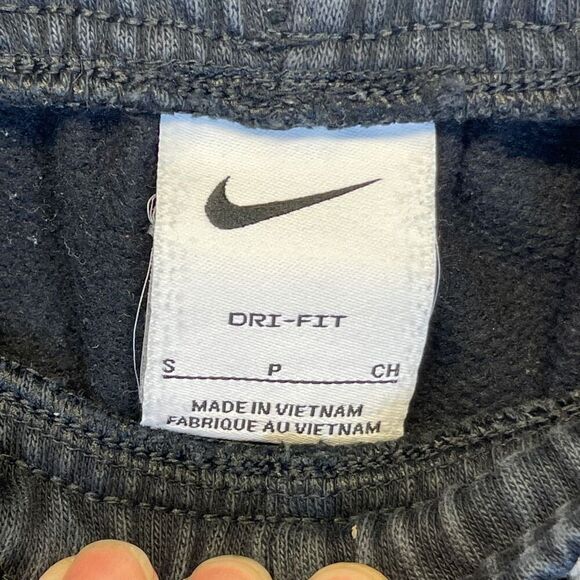 DRI-FIT
S P CH
MADE IN VIETNAM
FABRIQUE AU VIETNAM